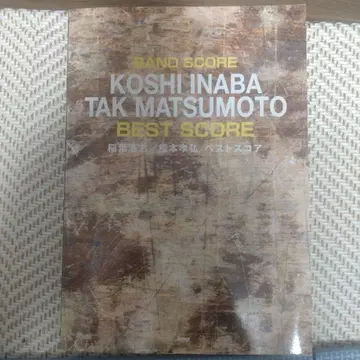 BAND SCORE
KOSHI INABA
TAK MATSUMOTO
BEST SCORE
稲葉浩志／松本孝弘／ベストスコア